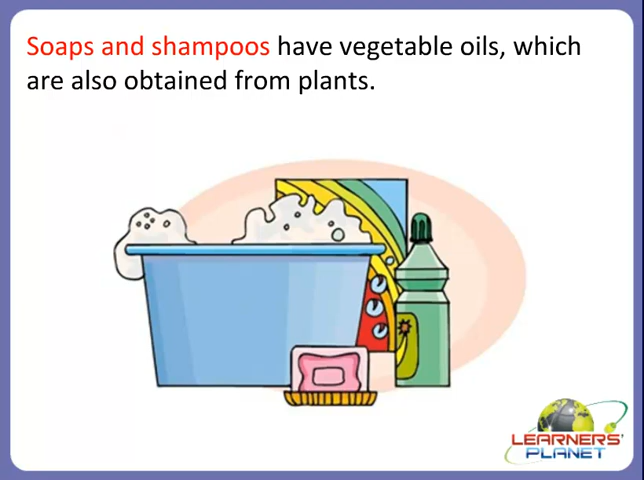 Soaps and shampoos have vegetable oils, which
are also obtained from plants.
LEARNERS'
PLANET